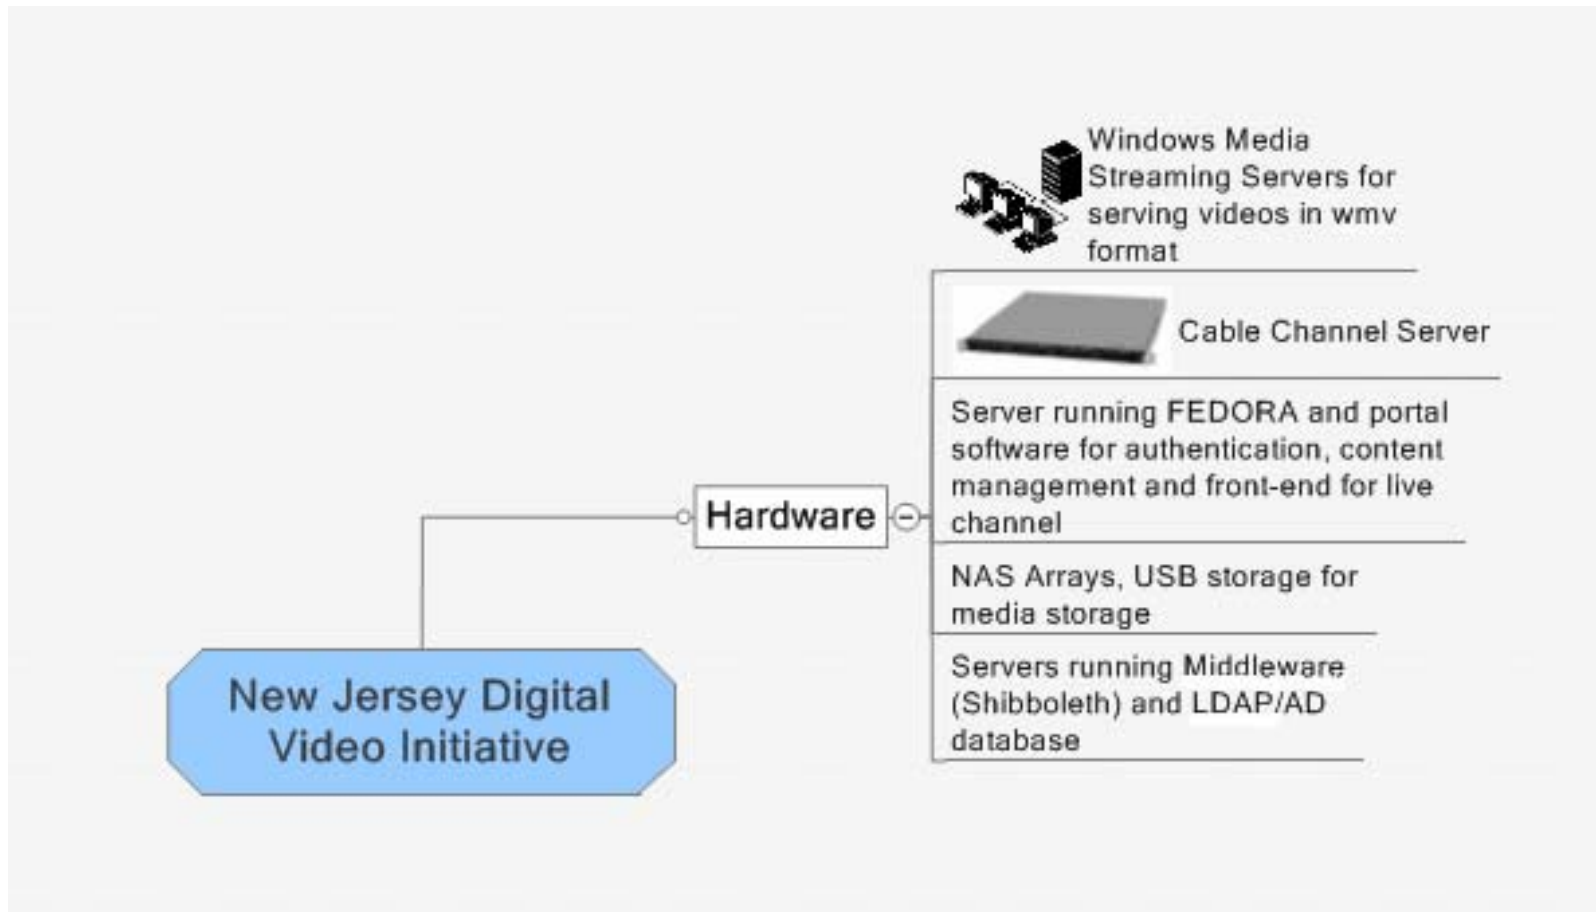 Windows Media
Streaming Servers for
serving videos in wmv
format
Cable Channel Server
Server running FEDORA and portal
software for authentication, content
management and front-end for live
channel
Hardware
NAS Arrays, USB storage for
media storage
Servers running Middleware
(Shibboleth) and LDAP/AD
database
New Jersey Digital
Video Initiative